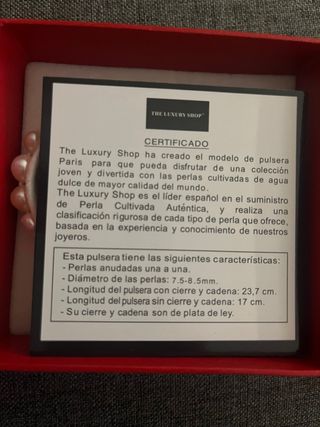 THE LUXURY SHOP
CERTIFICADO
The Luxury Shop ha creado el modelo de pulsera
Paris para que pueda disfrutar de una colección
joven y divertida con las perlas cultivadas de agua
dulce de mayor calidad del mundo.
The Luxury Shop es el líder español en el suministro
de Perla Cultivada Auténtica, y realiza una
clasificación rigurosa de cada tipo de perla que ofrece,
basada en la experiencia y conocimiento de nuestros
joyeros.
Esta pulsera tiene las siguientes características:
- Perlas anudadas una a una.
- Diámetro de las perlas: 7.5-8.5mm.
- Longitud del pulsera con cierre y cadena: 23,7 cm.
- Longitud del pulsera sin cierre y cadena: 17 cm.
- Su cierre y cadena son de plata de ley.